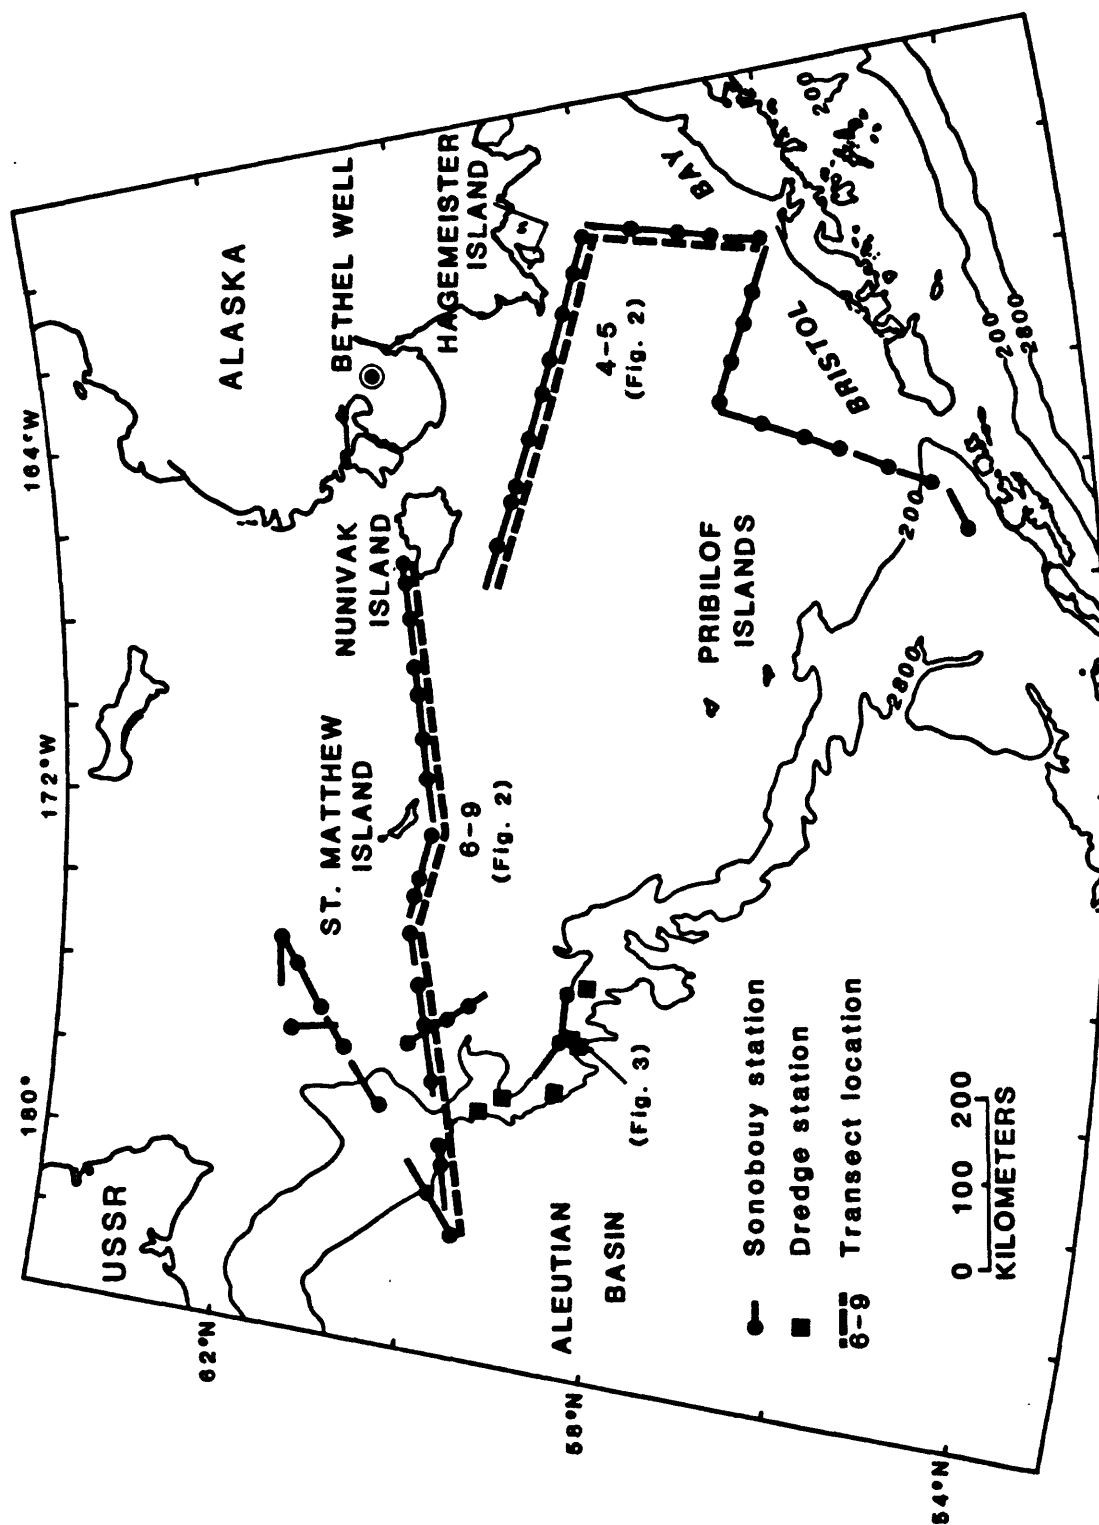 180°
172°W
164°W
62°N
58°N
54°N
USSR
ALASKA
BETHEL WELL
HAGEMEISTER
ISLAND
NUNIVAK
ISLAND
ST. MATTHEW
ISLAND
6-9
(Fig. 2)
4-5
(Fig. 2)
BRISTOL
BAY
PRIBILOF
ISLANDS
200
2800
200
2800
200
(Fig. 3)
ALEUTIAN
BASIN
Sonobouy station
Dredge station
6-9 Transect location
0 100 200
KILOMETERS